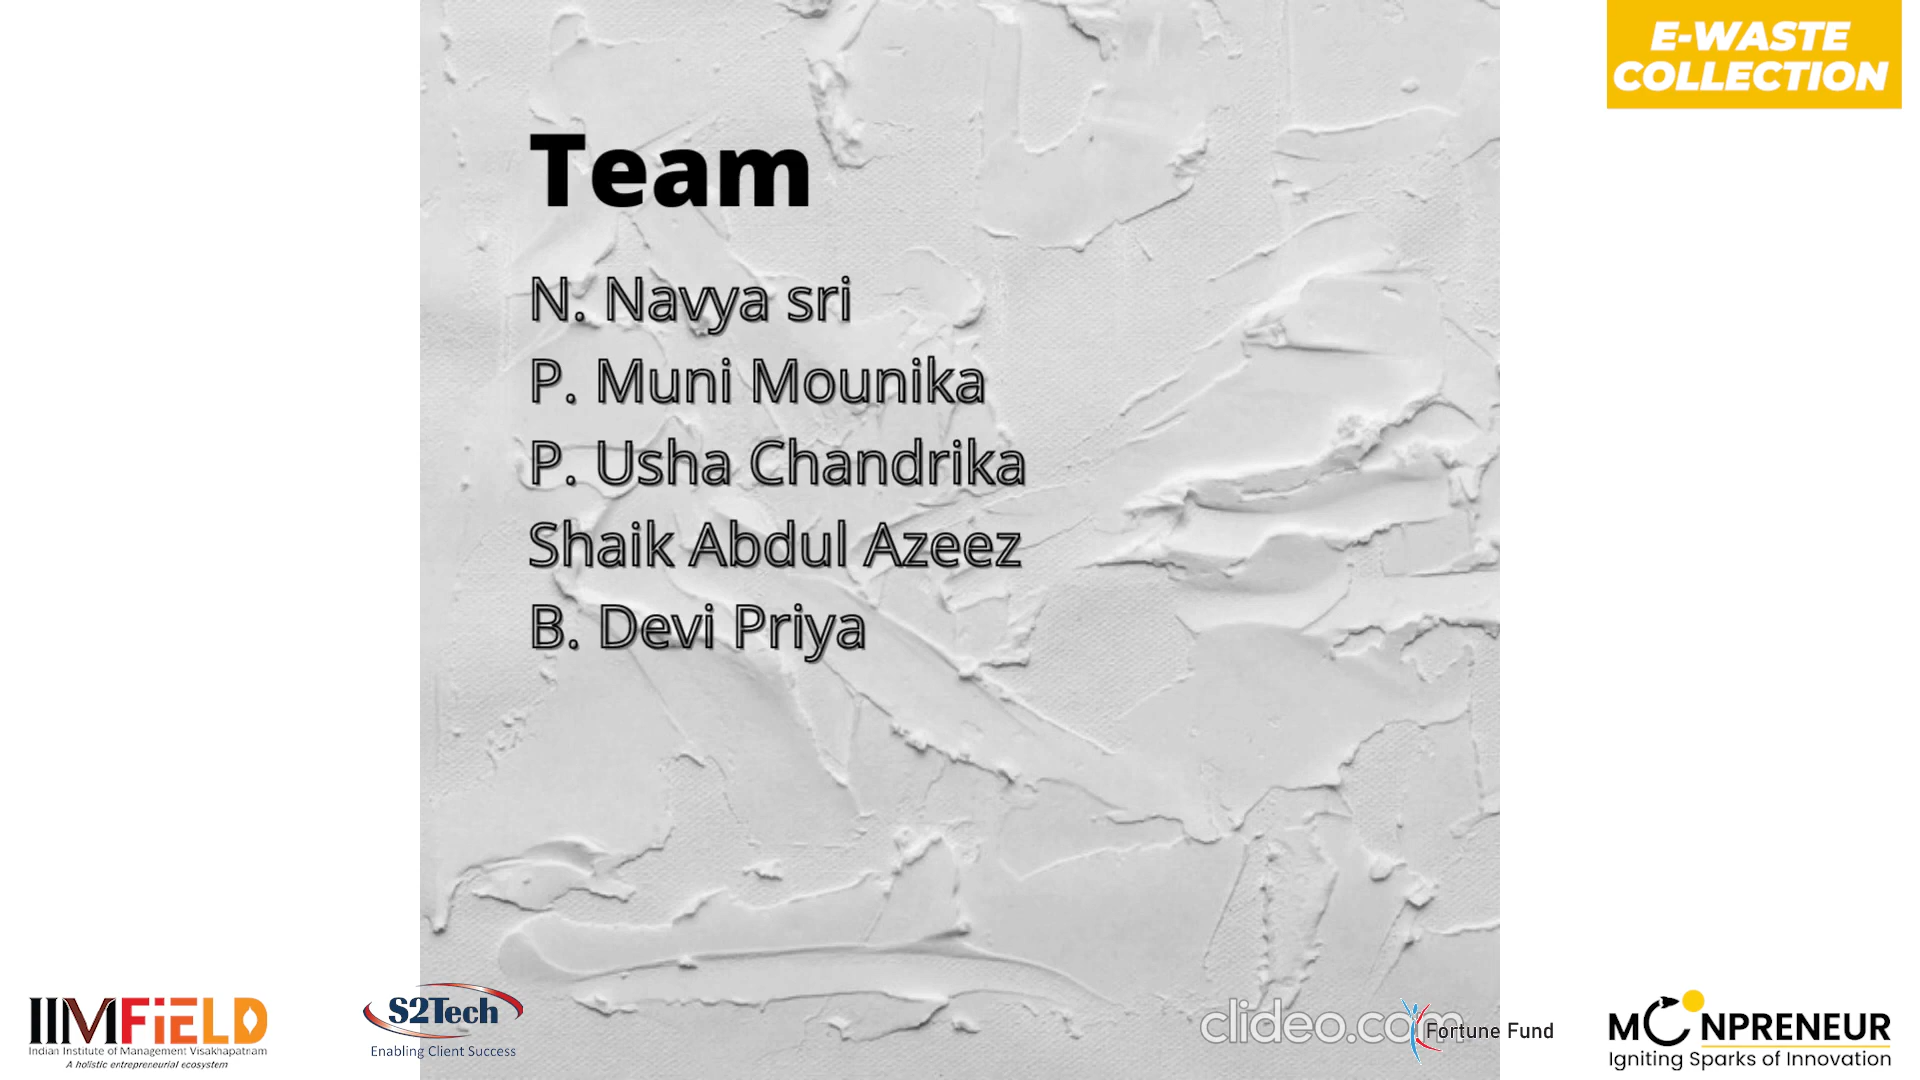 E-WASTE
COLLECTION
Team
N. Navya sri
P. Muni Mounika
P. Usha Chandrika
Shaik Abdul Azeez
B. Devi Priya
IIMFiELD
Indian Institute of Management Visakhapatnam
A holistic entrepreneurial ecosystem
S2Tech
Enabling Client Success
clideo.com
Fortune Fund
MOONPRENEUR
Igniting Sparks of Innovation